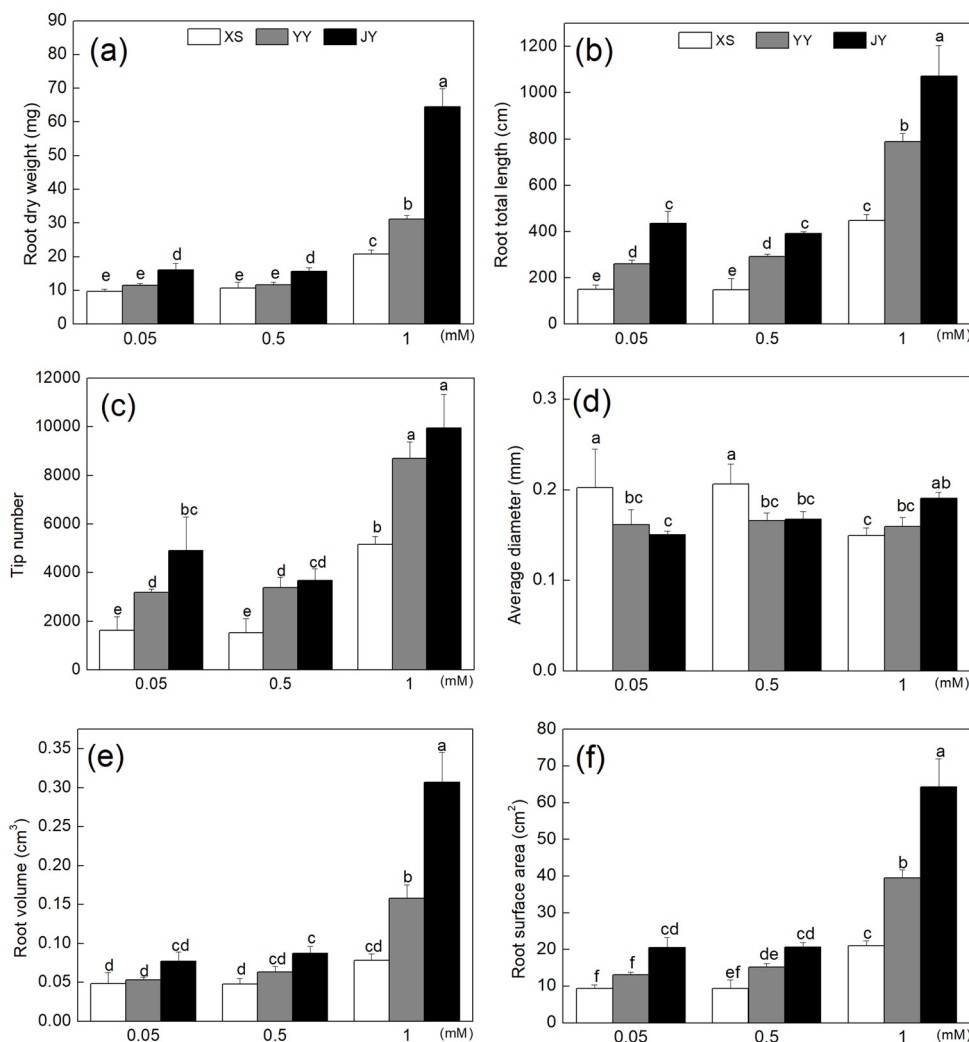 (a)
XS YY JY
Root dry weight (mg)
90
80
70
60
50
40
30
20
10
0
e e d
e e d
c b a
0.05 0.5 1 (mM)
(b)
XS YY JY
Root total length (cm)
1200
1000
800
600
400
200
0
e d c
e d c
c b a
0.05 0.5 1 (mM)
(c)
Tip number
12000
10000
8000
6000
4000
2000
0
e d bc
e d cd
b a a
0.05 0.5 1 (mM)
(d)
Average diameter (mm)
0.3
0.2
0.1
0.0
a bc c
a bc bc
c bc ab
0.05 0.5 1 (mM)
(e)
Root volume (cm³)
0.35
0.30
0.25
0.20
0.15
0.10
0.05
0.00
d d cd
d cd c
cd b a
0.05 0.5 1 (mM)
(f)
Root surface area (cm²)
80
70
60
50
40
30
20
10
0
f f cd
ef de cd
c b a
0.05 0.5 1 (mM)